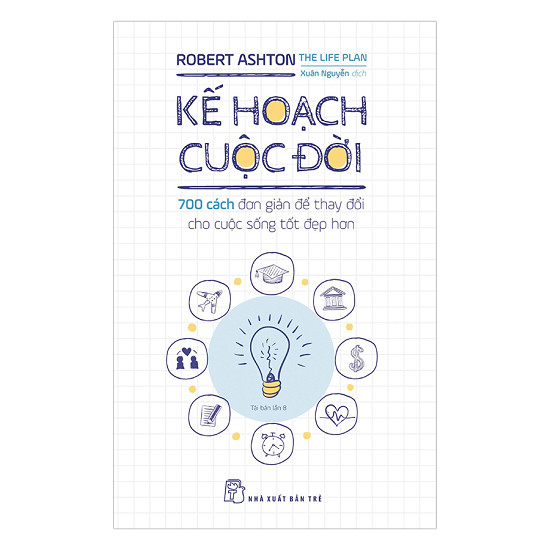 ROBERT ASHTON THE LIFE PLAN
Xuân Nguyễn dịch
KẾ HOẠCH
CUỘC ĐỜI
700 cách đơn giản để thay đổi
cho cuộc sống tốt đẹp hơn
$
Tái bản lần 8
NHÀ XUẤT BẢN TRẺ